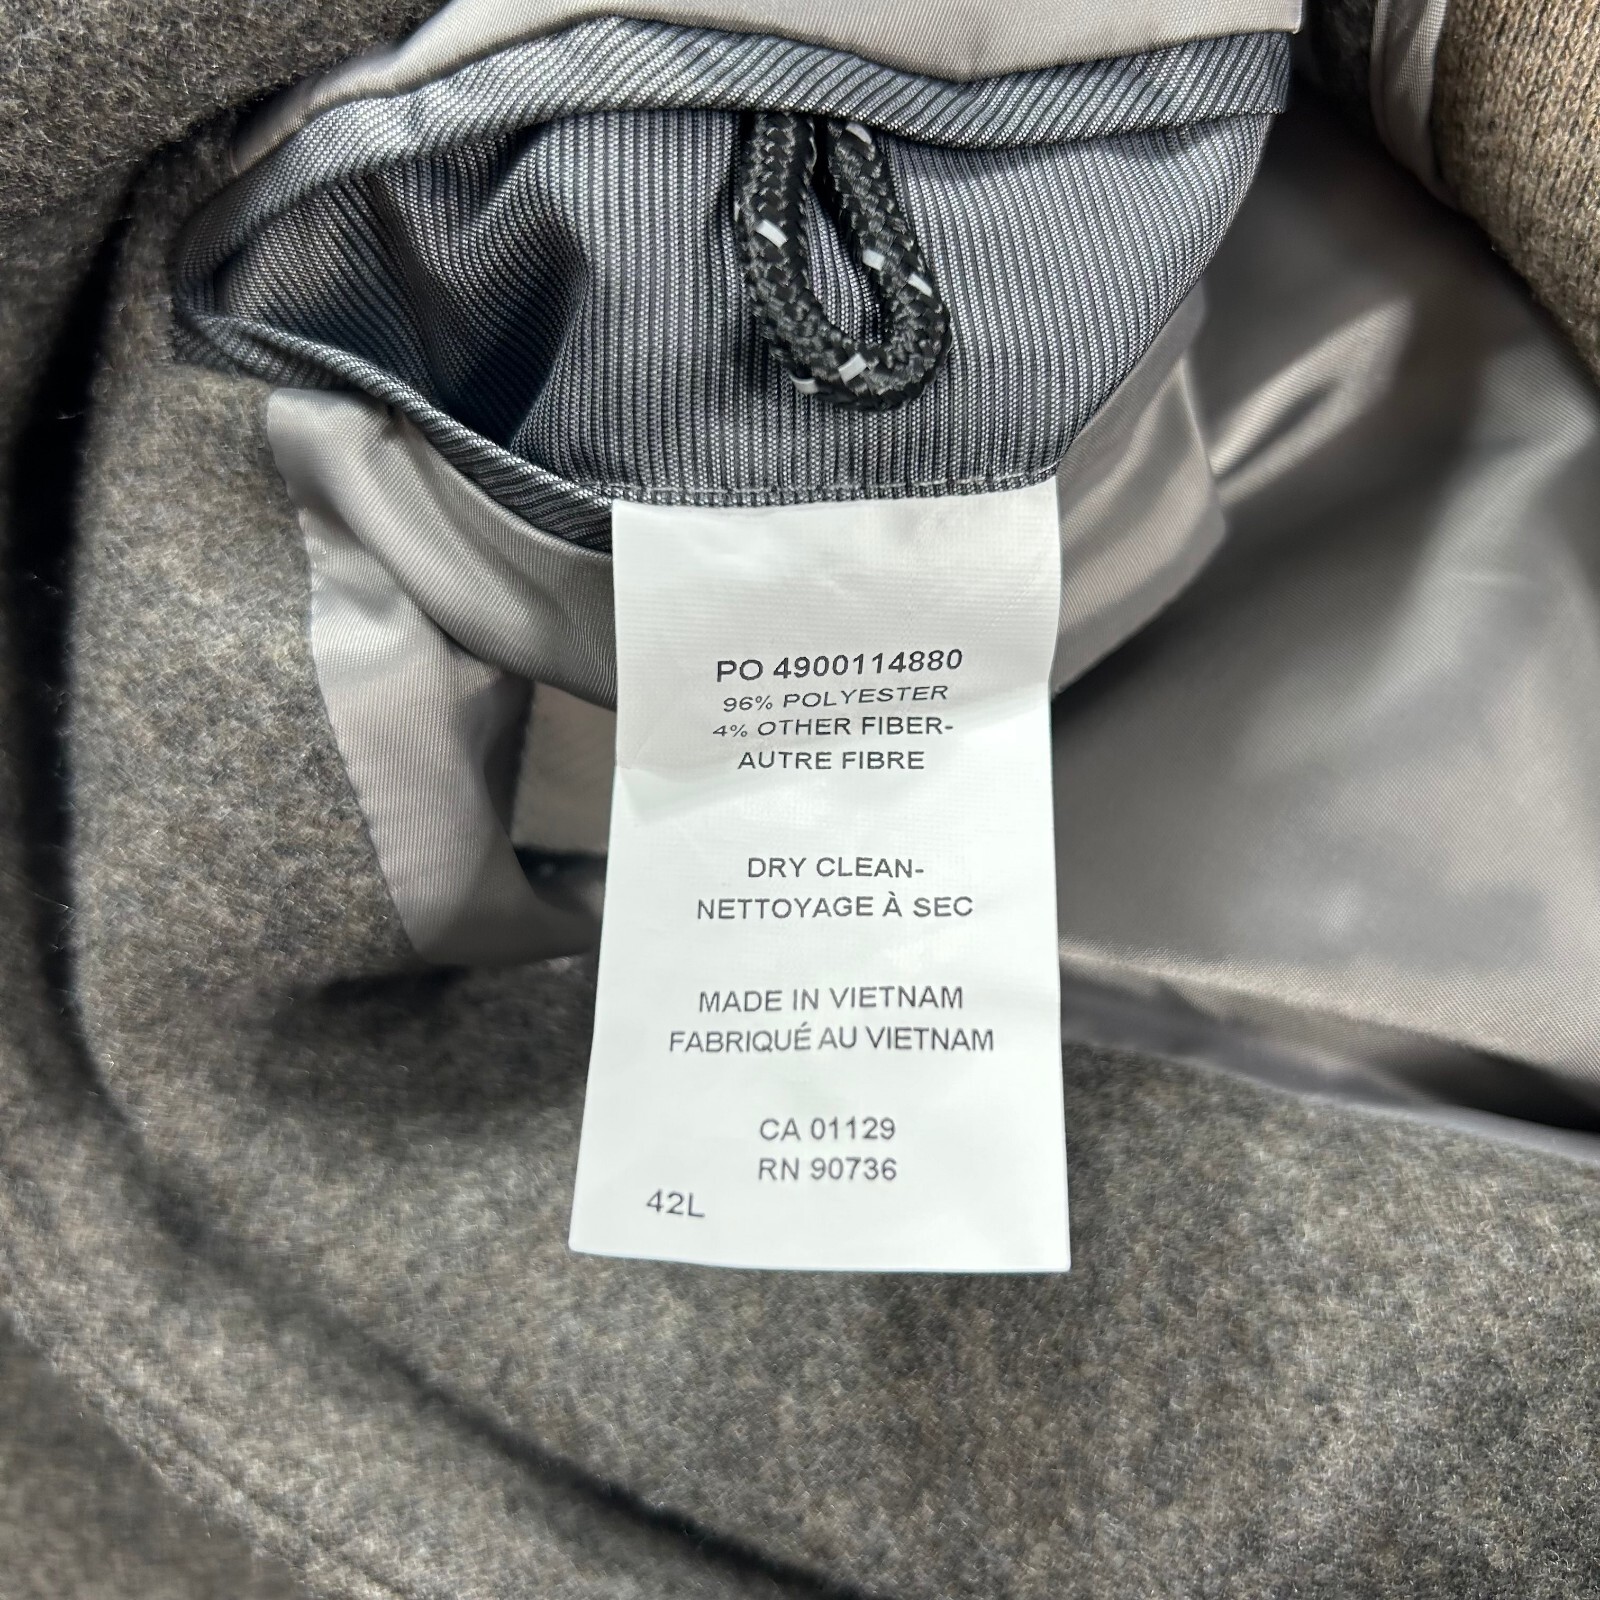 PO 4900114880
96% POLYESTER
4% OTHER FIBER-
AUTRE FIBRE
DRY CLEAN-
NETTOYAGE À SEC
MADE IN VIETNAM
FABRIQUÉ AU VIETNAM
CA 01129
RN 90736
42L